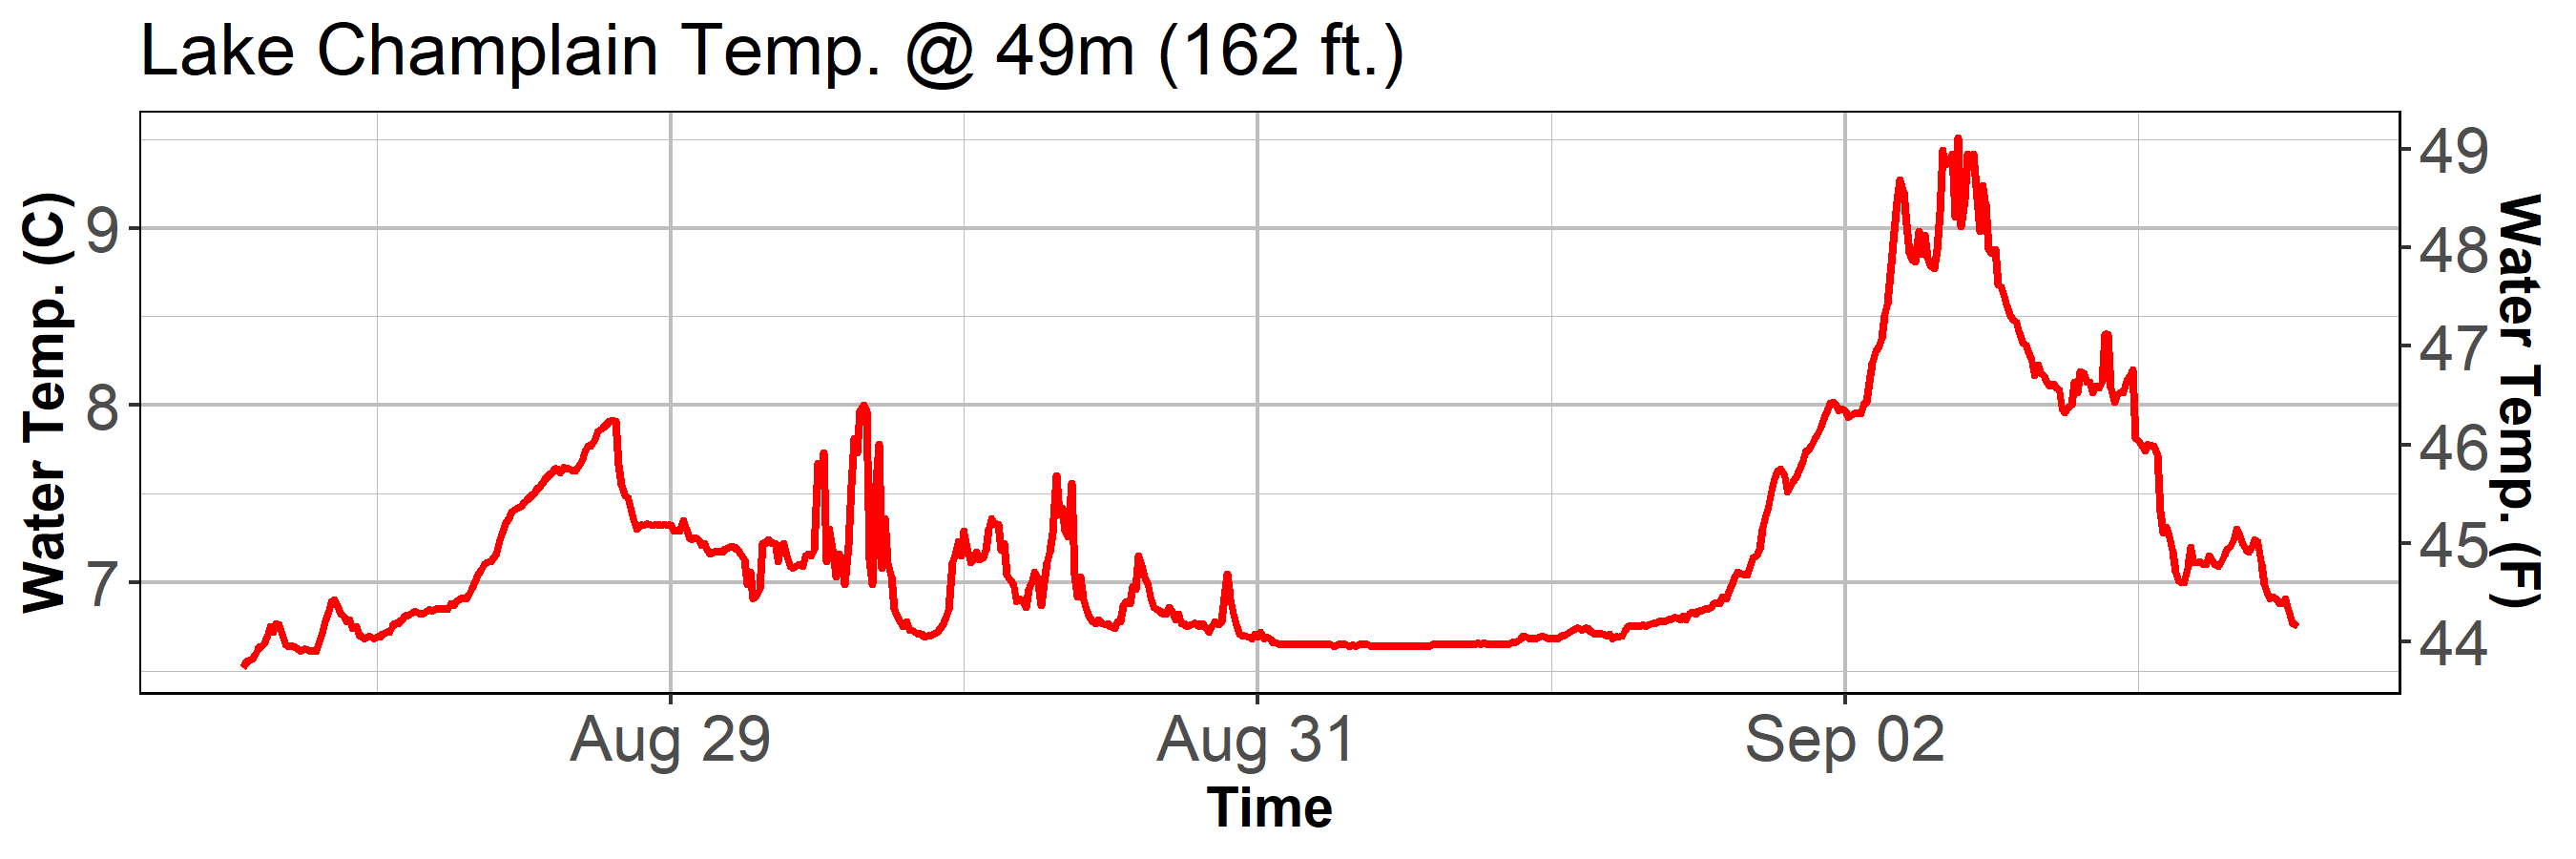 Lake Champlain Temp. @ 49m (162 ft.)
Water Temp. (C)
9
8
7
49
48
47
46
45
44
Water Temp. (F)
Aug 29 Aug 31 Sep 02
Time